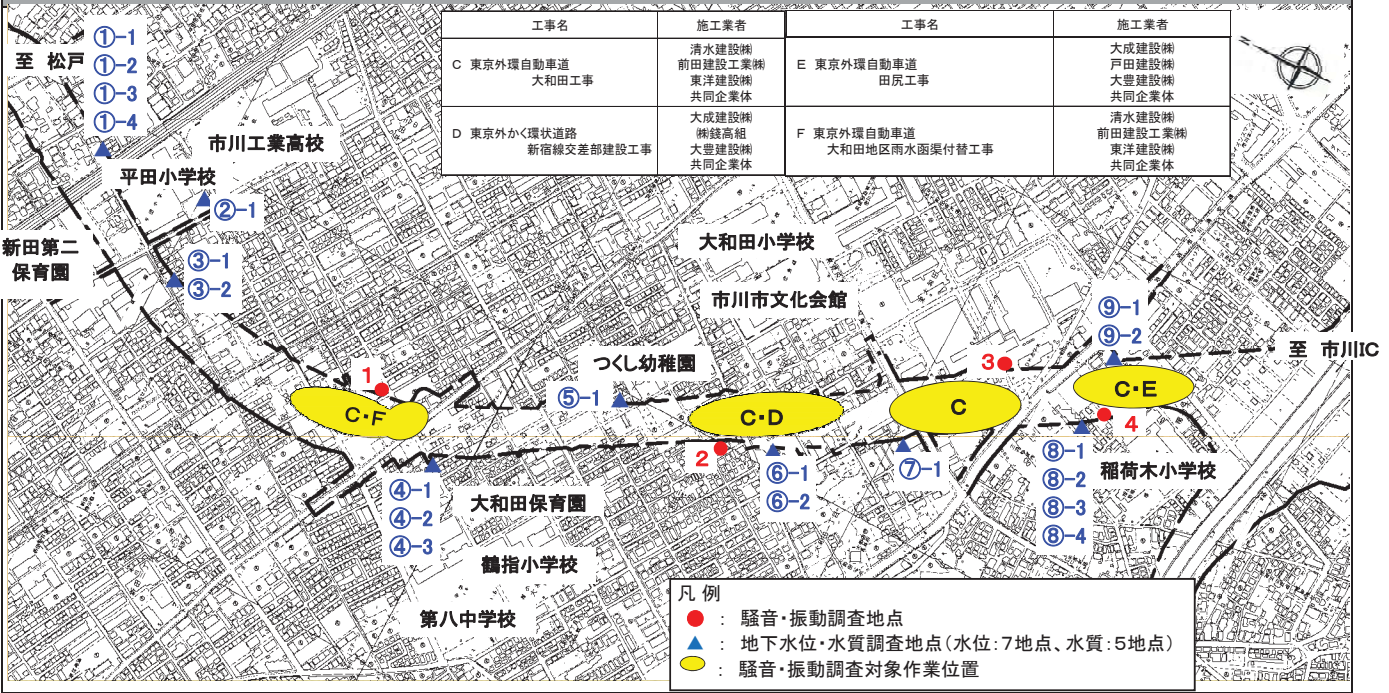 工事名
施工業者
工事名
施工業者
C 東京外環自動車道
大和田工事
清水建設㈱
前田建設工業㈱
東洋建設㈱
共同企業体
E 東京外環自動車道
田尻工事
大成建設㈱
戸田建設㈱
大豊建設㈱
共同企業体
D 東京外かく環状道路
新宿線交差部建設工事
大成建設㈱
㈱錢高組
大豊建設㈱
共同企業体
F 東京外環自動車道
大和田地区雨水函渠付替工事
清水建設㈱
前田建設工業㈱
東洋建設㈱
共同企業体
至 松戸
①-1
①-2
①-3
①-4
市川工業高校
平田小学校
②-1
新田第二
保育園
③-1
③-2
大和田小学校
市川市文化会館
⑨-1
⑨-2
至 市川IC
つくし幼稚園
1
3
⑤-1
C・F
C・D
C
C・E
2
4
④-1
④-2
④-3
大和田保育園
⑥-1
⑥-2
⑦-1
⑧-1
⑧-2
⑧-3
⑧-4
稲荷木小学校
鶴指小学校
第八中学校
凡 例
： 騒音・振動調査地点
： 地下水位・水質調査地点(水位：7地点、水質：5地点)
： 騒音・振動調査対象作業位置